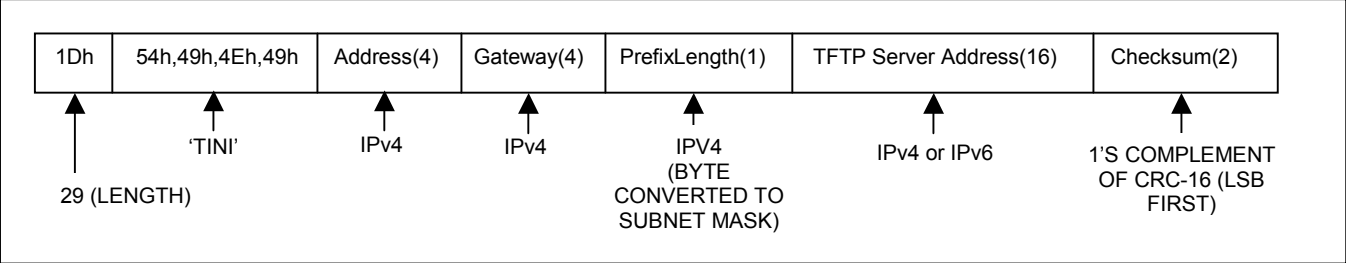 1Dh
54h,49h,4Eh,49h
Address(4)
Gateway(4)
PrefixLength(1)
TFTP Server Address(16)
Checksum(2)
29 (LENGTH)
‘TINI’
IPv4
IPv4
IPV4
(BYTE
CONVERTED TO
SUBNET MASK)
IPv4 or IPv6
1’S COMPLEMENT
OF CRC-16 (LSB
FIRST)